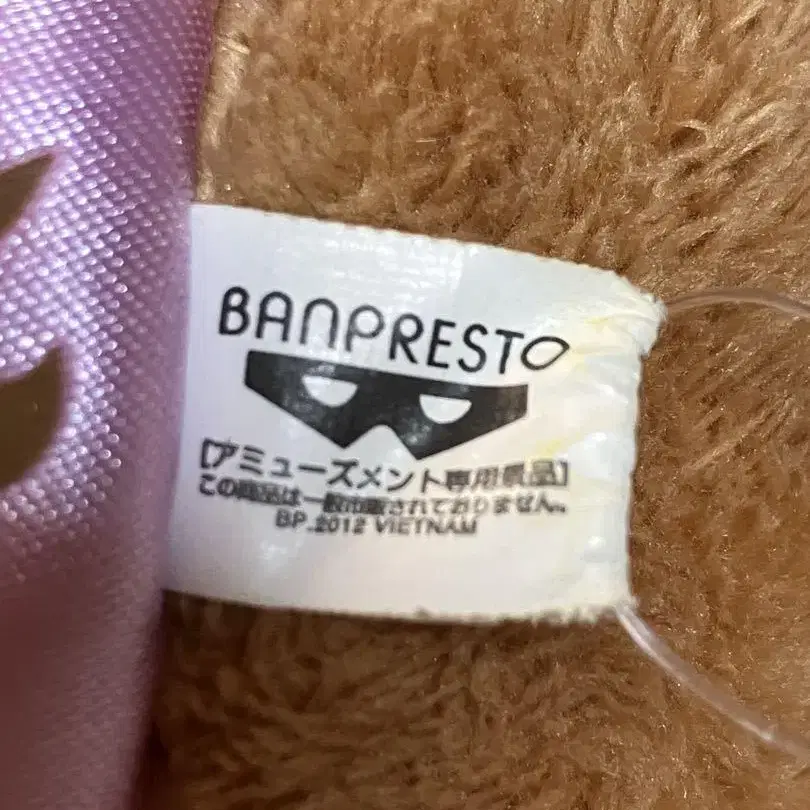 BANPRESTO
[アミューズメント専用景品]
この商品は一般市販されておりません。
BP.2012 VIETNAM